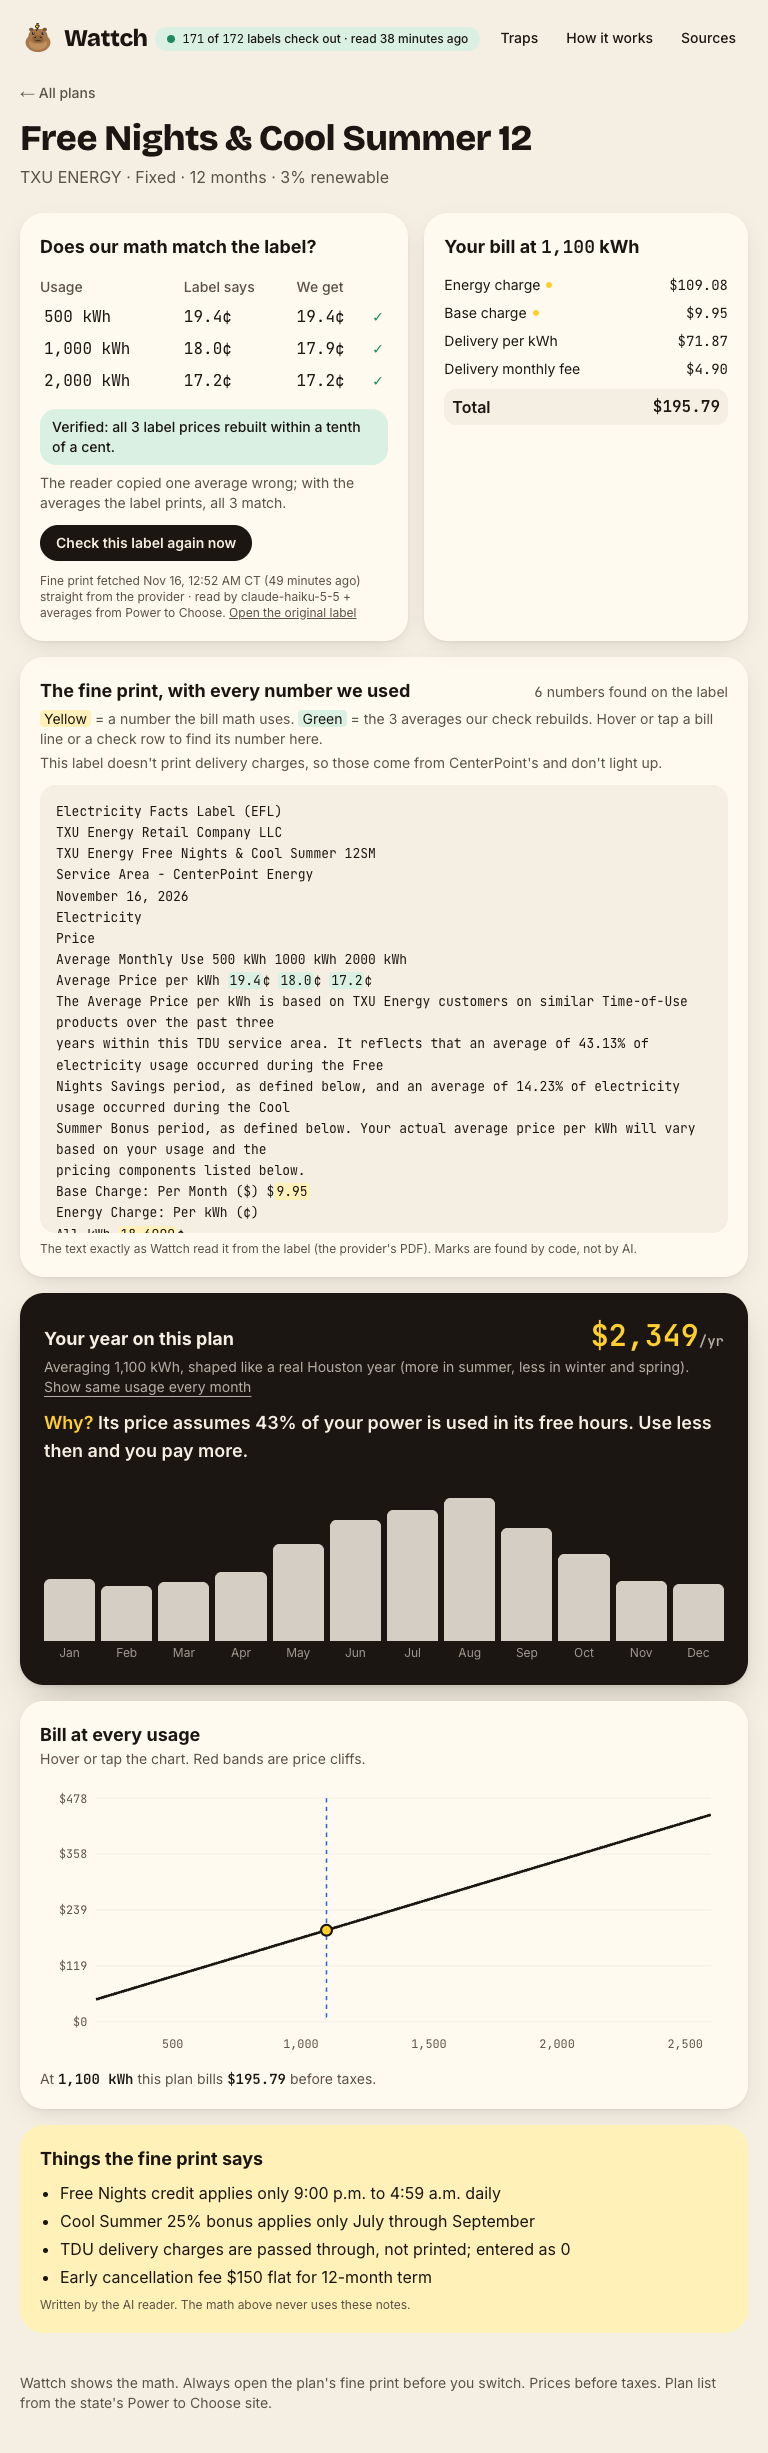 Wattch
171 of 172 labels check out · read 38 minutes ago
Traps
How it works
Sources
← All plans
Free Nights & Cool Summer 12
TXU ENERGY · Fixed · 12 months · 3% renewable
Does our math match the label?
Usage Label says We get
500 kWh 19.4¢ 19.4¢ ✓
1,000 kWh 18.0¢ 17.9¢ ✓
2,000 kWh 17.2¢ 17.2¢ ✓
Verified: all 3 label prices rebuilt within a tenth
of a cent.
The reader copied one average wrong; with the
averages the label prints, all 3 match.
Check this label again now
Fine print fetched Nov 16, 12:52 AM CT (49 minutes ago)
straight from the provider · read by claude-haiku-5-5 +
averages from Power to Choose. Open the original label
Your bill at 1,100 kWh
Energy charge $109.08
Base charge $9.95
Delivery per kWh $71.87
Delivery monthly fee $4.90
Total $195.79
The fine print, with every number we used
6 numbers found on the label
Yellow = a number the bill math uses. Green = the 3 averages our check rebuilds. Hover or tap a bill
line or a check row to find its number here.
This label doesn't print delivery charges, so those come from CenterPoint's and don't light up.
Electricity Facts Label (EFL)
TXU Energy Retail Company LLC
TXU Energy Free Nights & Cool Summer 12SM
Service Area - CenterPoint Energy
November 16, 2026
Electricity
Price
Average Monthly Use 500 kWh 1000 kWh 2000 kWh
Average Price per kWh 19.4¢ 18.0¢ 17.2¢
The Average Price per kWh is based on TXU Energy customers on similar Time-of-Use
products over the past three
years within this TDU service area. It reflects that an average of 43.13% of
electricity usage occurred during the Free
Nights Savings period, as defined below, and an average of 14.23% of electricity
usage occurred during the Cool
Summer Bonus period, as defined below. Your actual average price per kWh will vary
based on your usage and the
pricing components listed below.
Base Charge: Per Month ($) $9.95
Energy Charge: Per kWh (¢)
All kWh
The text exactly as Wattch read it from the label (the provider's PDF). Marks are found by code, not by AI.
Your year on this plan
$2,349/yr
Averaging 1,100 kWh, shaped like a real Houston year (more in summer, less in winter and spring).
Show same usage every month
Why? Its price assumes 43% of your power is used in its free hours. Use less
then and you pay more.
Jan Feb Mar Apr May Jun Jul Aug Sep Oct Nov Dec
Bill at every usage
Hover or tap the chart. Red bands are price cliffs.
$478
$358
$239
$119
$0
500 1,000 1,500 2,000 2,500
At 1,100 kWh this plan bills $195.79 before taxes.
Things the fine print says
• Free Nights credit applies only 9:00 p.m. to 4:59 a.m. daily
• Cool Summer 25% bonus applies only July through September
• TDU delivery charges are passed through, not printed; entered as 0
• Early cancellation fee $150 flat for 12-month term
Written by the AI reader. The math above never uses these notes.
Wattch shows the math. Always open the plan's fine print before you switch. Prices before taxes. Plan list
from the state's Power to Choose site.